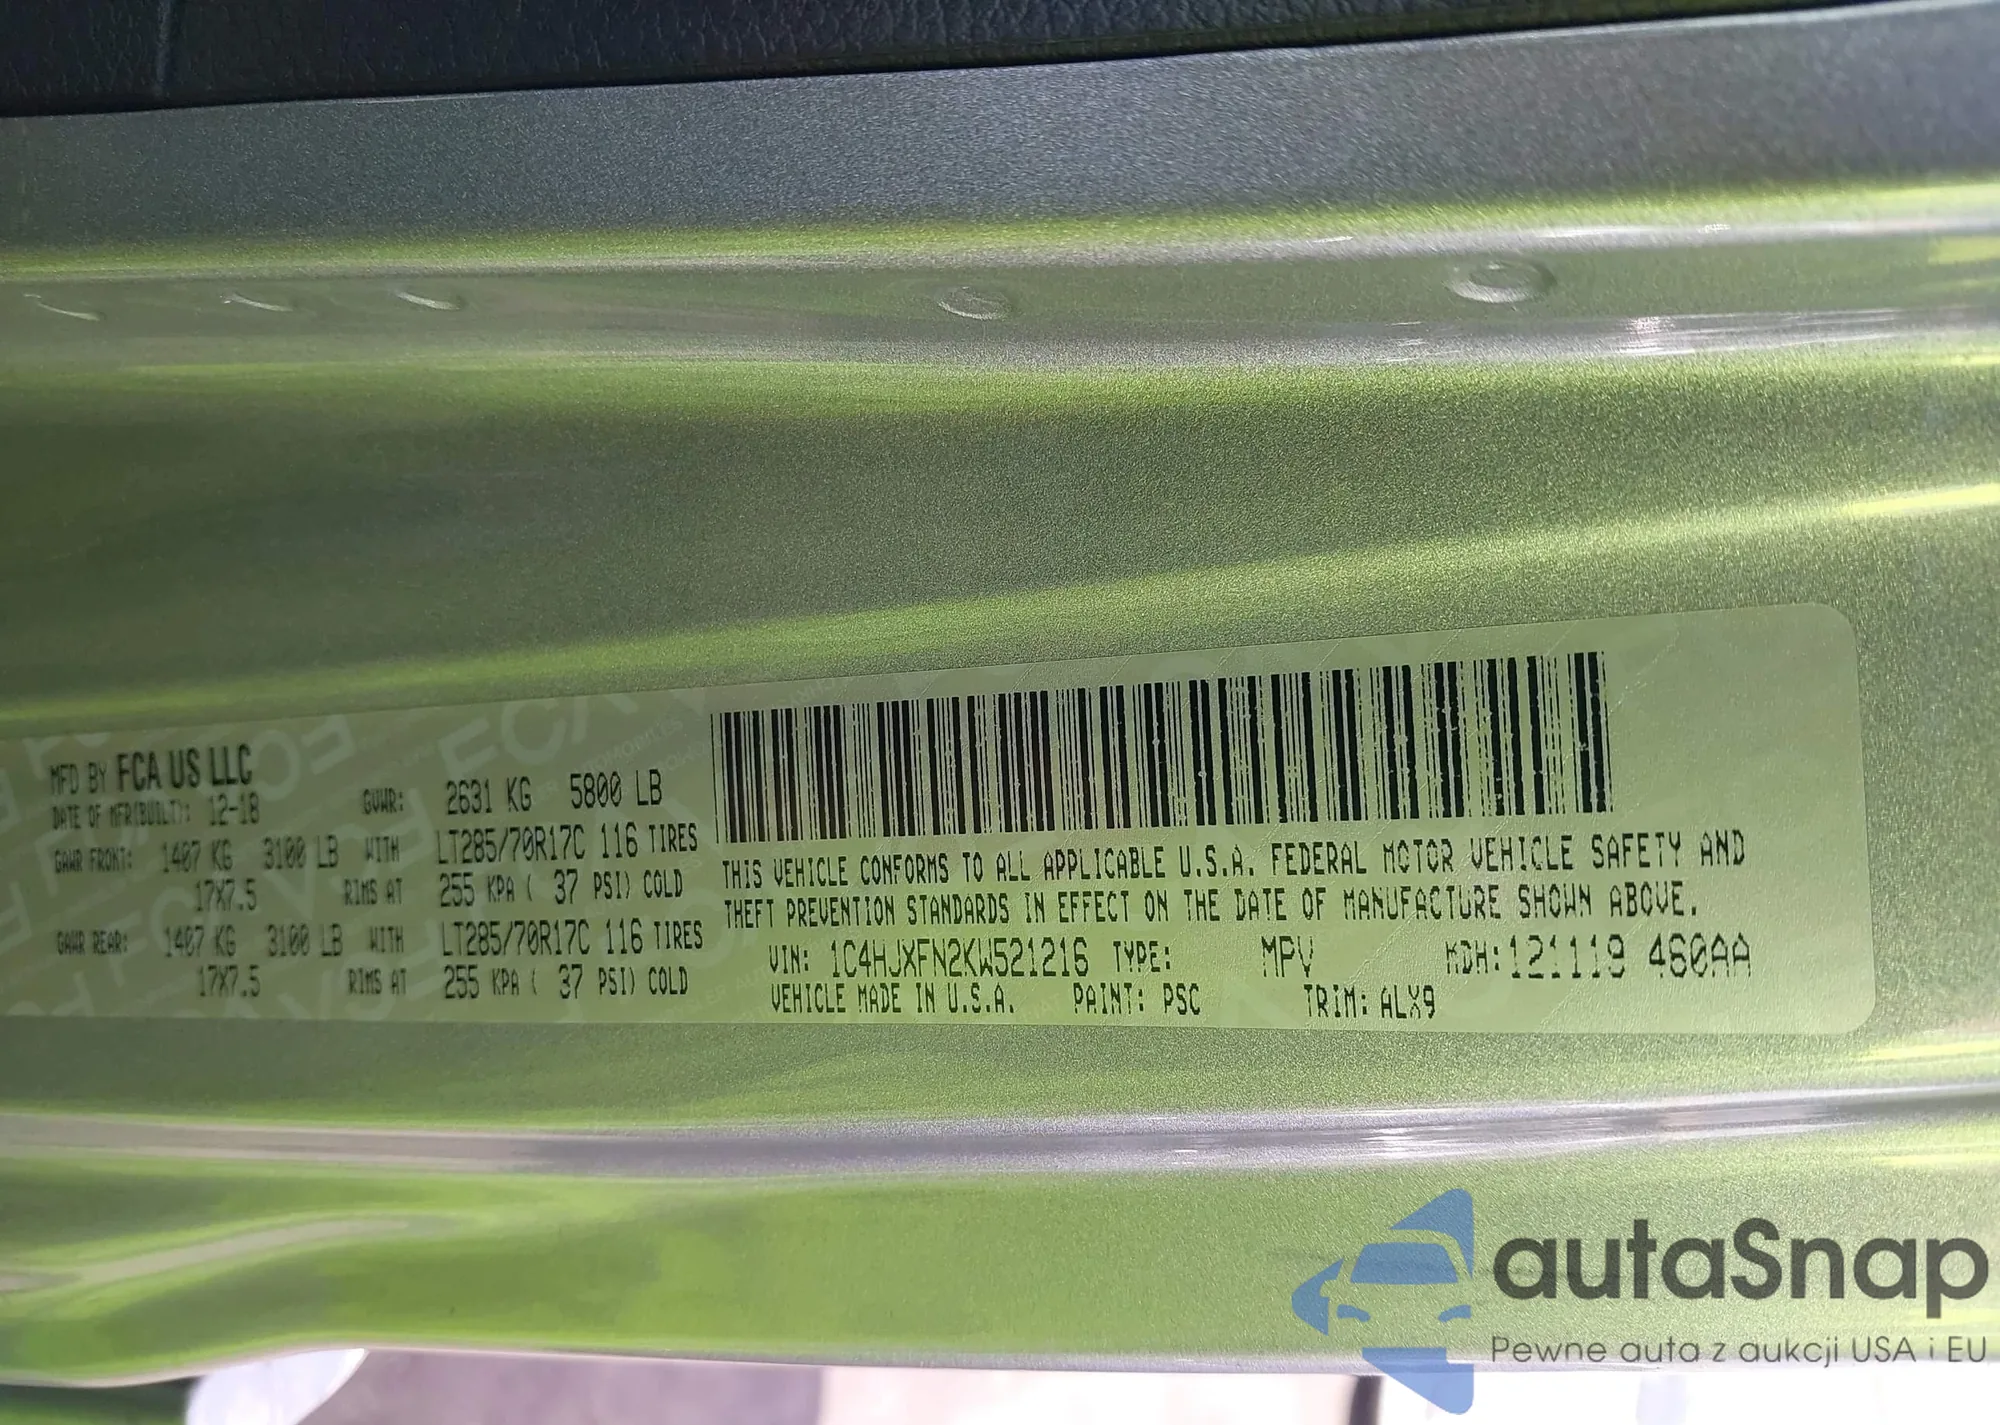 MFD BY FCA US LLC
DATE OF MFR(BUILT): 12-18 GVWR: 2631 KG 5800 LB
GAWR FRONT: 1407 KG 3100 LB WITH LT285/70R17C 116 TIRES
17X7.5 RIMS AT 255 KPA ( 37 PSI) COLD
GAWR REAR: 1407 KG 3100 LB WITH LT285/70R17C 116 TIRES
17X7.5 RIMS AT 255 KPA ( 37 PSI) COLD
THIS VEHICLE CONFORMS TO ALL APPLICABLE U.S.A. FEDERAL MOTOR VEHICLE SAFETY AND
THEFT PREVENTION STANDARDS IN EFFECT ON THE DATE OF MANUFACTURE SHOWN ABOVE.
VIN: 1C4HJXFN2KW521216 TYPE: MPV MDH: 121119 460AA
VEHICLE MADE IN U.S.A. PAINT: PSC TRIM: ALX9
autaSnap
Pewne auta z aukcji USA i EU